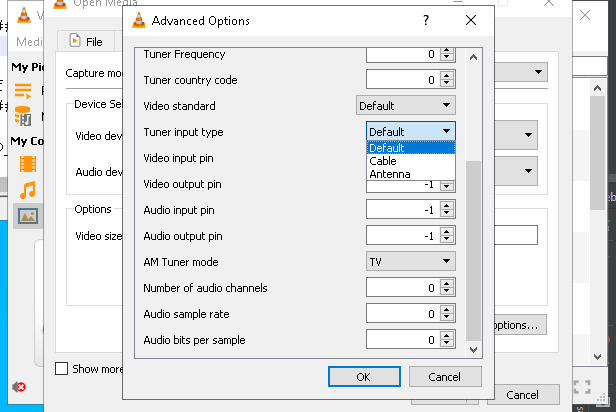 Open Media
Advanced Options
?
File
Medi
My Pi
Capture mo
Device Sel
Video dev
Audio dev
My Co
Options
Video size
Tuner Frequency 0
Tuner country code 0
Video standard Default
Tuner input type Default
Default
Cable
Antenna
Video input pin
Video output pin -1
Audio input pin -1
Audio output pin -1
AM Tuner mode TV
Number of audio channels 0
Audio sample rate 0
Audio bits per sample 0
options...
Show more
OK Cancel
Cancel